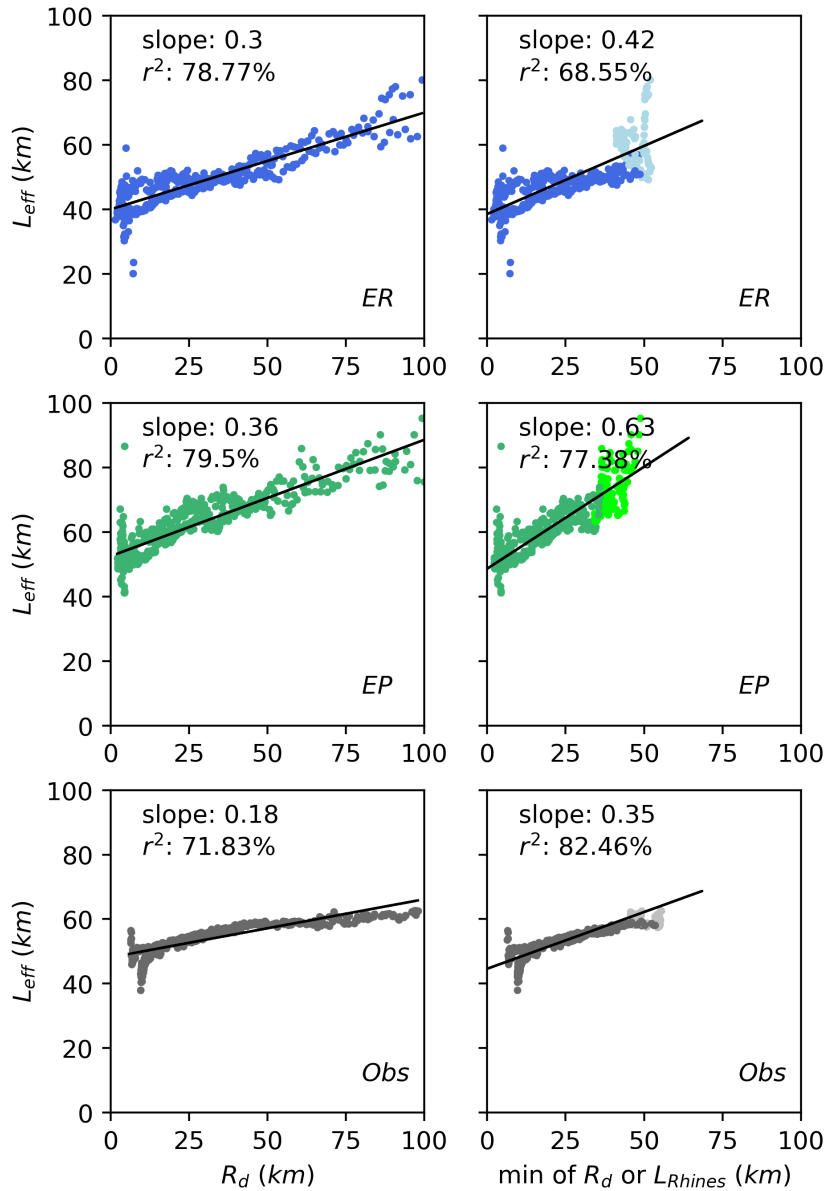 100
80
60
40
20
0
L_eff (km)
slope: 0.3
r²: 78.77%
ER
0 25 50 75 100
slope: 0.42
r²: 68.55%
ER
0 25 50 75 100
100
80
60
40
20
0
L_eff (km)
slope: 0.36
r²: 79.5%
EP
0 25 50 75 100
slope: 0.63
r²: 77.38%
EP
0 25 50 75 100
100
80
60
40
20
0
L_eff (km)
slope: 0.18
r²: 71.83%
Obs
0 25 50 75 100
R_d (km)
slope: 0.35
r²: 82.46%
Obs
0 25 50 75 100
min of R_d or L_Rhines (km)